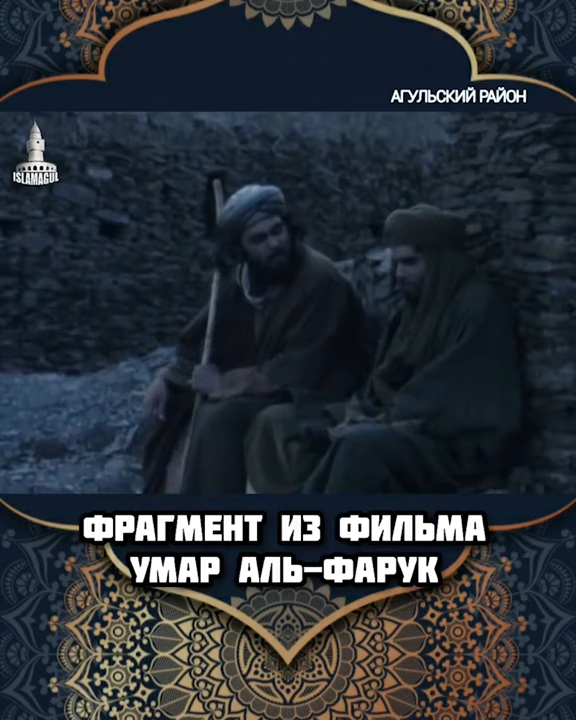 АГУЛЬСКИЙ РАЙОН
ISLAMAGUL
ФРАГМЕНТ ИЗ ФИЛЬМА
УМАР АЛЬ-ФАРУК